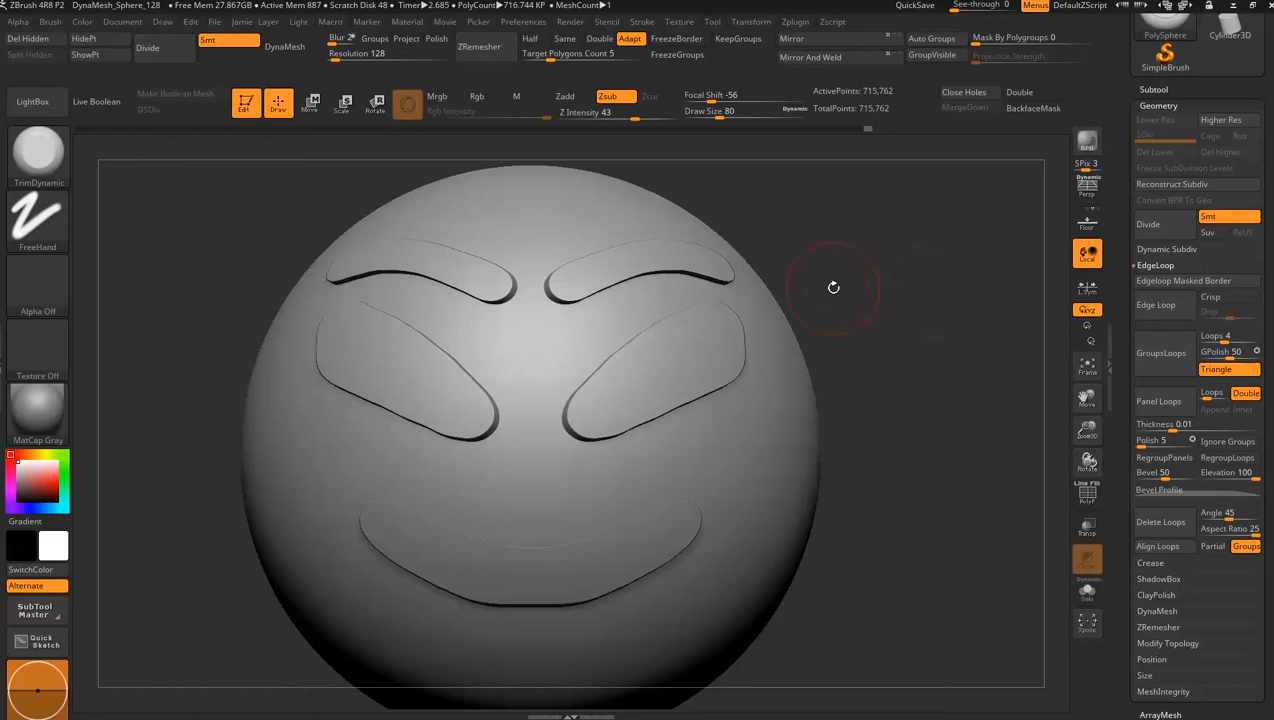 ZBrush 4R8 P2   DynaMesh_Sphere_128   • Free Mem 27.867GB • Active Mem 887 • Scratch Disk 48 • Timer▶2.685 • PolyCount▶716.744 KP • MeshCount▶1
QuickSave
See-through 0
Menus
DefaultZScript
Alpha Brush Color Document Draw Edit File Jamie Layer Light Macro Marker Material Movie Picker Preferences Render Stencil Stroke Texture Tool Transform Zplugin Zscript
Del Hidden
HidePt
ShowPt
Divide
Smt
DynaMesh
Blur 2
Groups
Project
Polish
Resolution 128
ZRemesher
Half
Same
Double
Adapt
FreezeBorder
KeepGroups
Target Polygons Count 5
FreezeGroups
Mirror
Mirror And Weld
Auto Groups
GroupVisible
Mask By Polygroups 0
Projection Strength
LightBox
Live Boolean
Make Boolean Mesh
DSDiv
Edit
Draw
Move
Scale
Rotate
Mrgb
Rgb
M
Rgb Intensity
Zadd
Zsub
Zcut
Z Intensity 43
Focal Shift -56
Draw Size 80
Dynamic
ActivePoints: 715,762
TotalPoints: 715,762
Close Holes
Double
MergeDown
BackfaceMask
TrimDynamic
FreeHand
Alpha Off
Texture Off
MatCap Gray
Gradient
SwitchColor
Alternate
SubTool
Master
Quick
Sketch
BPR
SPix 3
Dynamic
Persp
Floor
Local
L.Sym
XYZ
Frame
Move
Zoom3D
Rotate
Line Fill
PolyF
Transp
Dynamic
Solo
Xpose
PolySphere
Cylinder3D
SimpleBrush
Subtool
Geometry
Lower Res
Higher Res
SDiv
Cage
Rstr
Del Lower
Del Higher
Freeze SubDivision Levels
Reconstruct Subdiv
Convert BPR To Geo
Divide
Smt
Suv
ReUV
Dynamic Subdiv
EdgeLoop
Edgeloop Masked Border
Edge Loop
Crisp
Disp
GroupsLoops
Loops 4
GPolish 50
Triangle
Panel Loops
Loops
Double
Append
Inner
Thickness 0.01
Polish 5
Ignore Groups
RegroupPanels
RegroupLoops
Bevel 50
Elevation 100
Bevel Profile
Delete Loops
Angle 45
Aspect Ratio 25
Align Loops
Partial
Groups
Crease
ShadowBox
ClayPolish
DynaMesh
ZRemesher
Modify Topology
Position
Size
MeshIntegrity
ArrayMesh